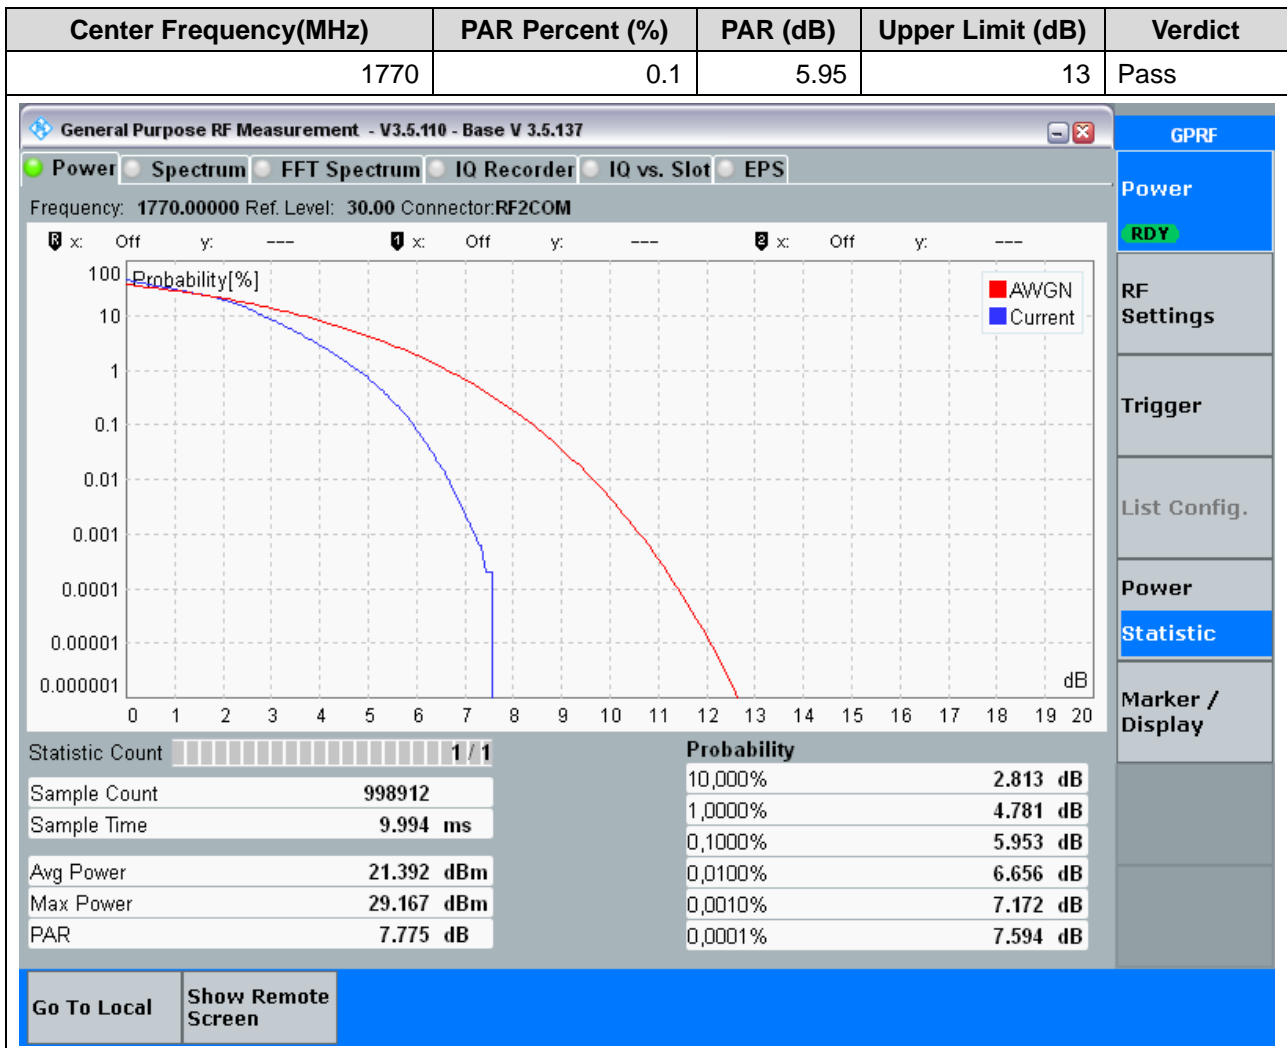 Center Frequency(MHz) PAR Percent (%) PAR (dB) Upper Limit (dB) Verdict
1770 0.1 5.95 13 Pass
General Purpose RF Measurement - V3.5.110 - Base V 3.5.137
GPRF
Power Spectrum FFT Spectrum IQ Recorder IQ vs. Slot EPS
Frequency: 1770.00000 Ref. Level: 30.00 Connector:RF2COM
R x: Off y: --- 1 x: Off y: --- 2 x: Off y: ---
Probability[%]
100
10
1
0.1
0.01
0.001
0.0001
0.00001
0.000001
AWGN
Current
dB
0 1 2 3 4 5 6 7 8 9 10 11 12 13 14 15 16 17 18 19 20
Statistic Count 1 / 1
Sample Count 998912
Sample Time 9.994 ms
Avg Power 21.392 dBm
Max Power 29.167 dBm
PAR 7.775 dB
Probability
10,000% 2.813 dB
1,0000% 4.781 dB
0,1000% 5.953 dB
0,0100% 6.656 dB
0,0010% 7.172 dB
0,0001% 7.594 dB
Power
RDY
RF
Settings
Trigger
List Config.
Power
Statistic
Marker /
Display
Go To Local
Show Remote
Screen